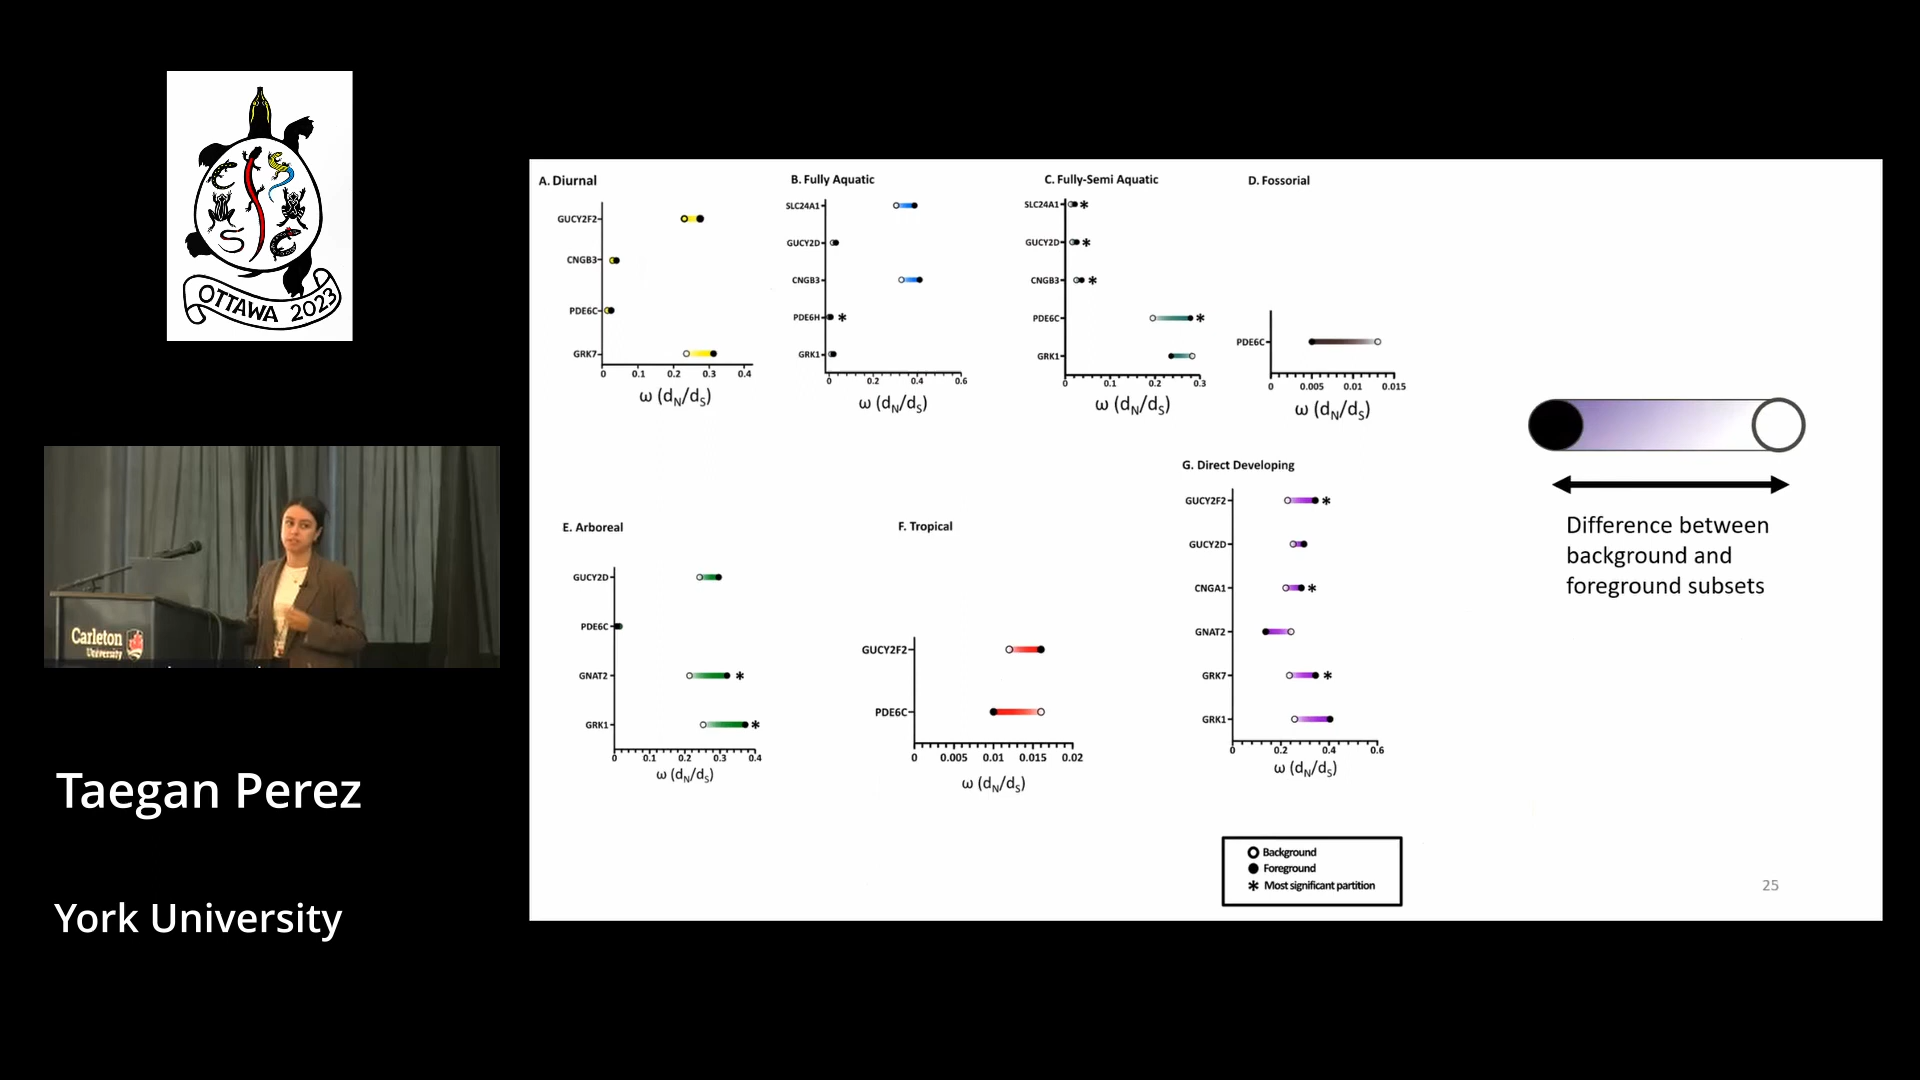 OTTAWA 2023
Carleton
University
Taegan Perez
York University
A. Diurnal
GUCY2F2
CNGB3
PDE6C
GRK7
0 0.1 0.2 0.3 0.4
ω (dN/dS)
B. Fully Aquatic
SLC24A1
GUCY2D
CNGB3
PDE6H *
GRK1
0 0.2 0.4 0.6
ω (dN/dS)
C. Fully-Semi Aquatic
SLC24A1 *
GUCY2D *
CNGB3 *
PDE6C *
GRK1
0 0.1 0.2 0.3
ω (dN/dS)
D. Fossorial
PDE6C
0 0.005 0.01 0.015
ω (dN/dS)
Difference between
background and
foreground subsets
E. Arboreal
GUCY2D
PDE6C
GNAT2 *
GRK1 *
0 0.1 0.2 0.3 0.4
ω (dN/dS)
F. Tropical
GUCY2F2
PDE6C
0 0.005 0.01 0.015 0.02
ω (dN/dS)
G. Direct Developing
GUCY2F2 *
GUCY2D
CNGA1 *
GNAT2
GRK7 *
GRK1
0 0.2 0.4 0.6
ω (dN/dS)
Background
Foreground
* Most significant partition
25